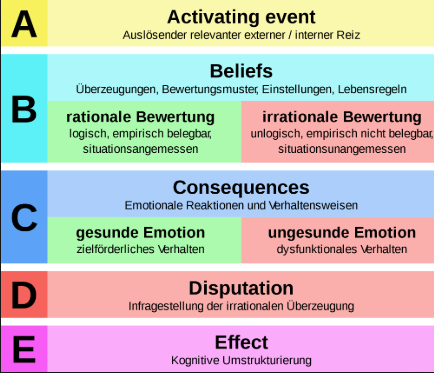 A
Activating event
Auslösender relevanter externer / interner Reiz
B
Beliefs
Überzeugungen, Bewertungsmuster, Einstellungen, Lebensregeln
rationale Bewertung
logisch, empirisch belegbar,
situationsangemessen
irrationale Bewertung
unlogisch, empirisch nicht belegbar,
situationsunangemessen
C
Consequences
Emotionale Reaktionen und Verhaltensweisen
gesunde Emotion
zielförderliches Verhalten
ungesunde Emotion
dysfunktionales Verhalten
D
Disputation
Infragestellung der irrationalen Überzeugung
E
Effect
Kognitive Umstrukturierung